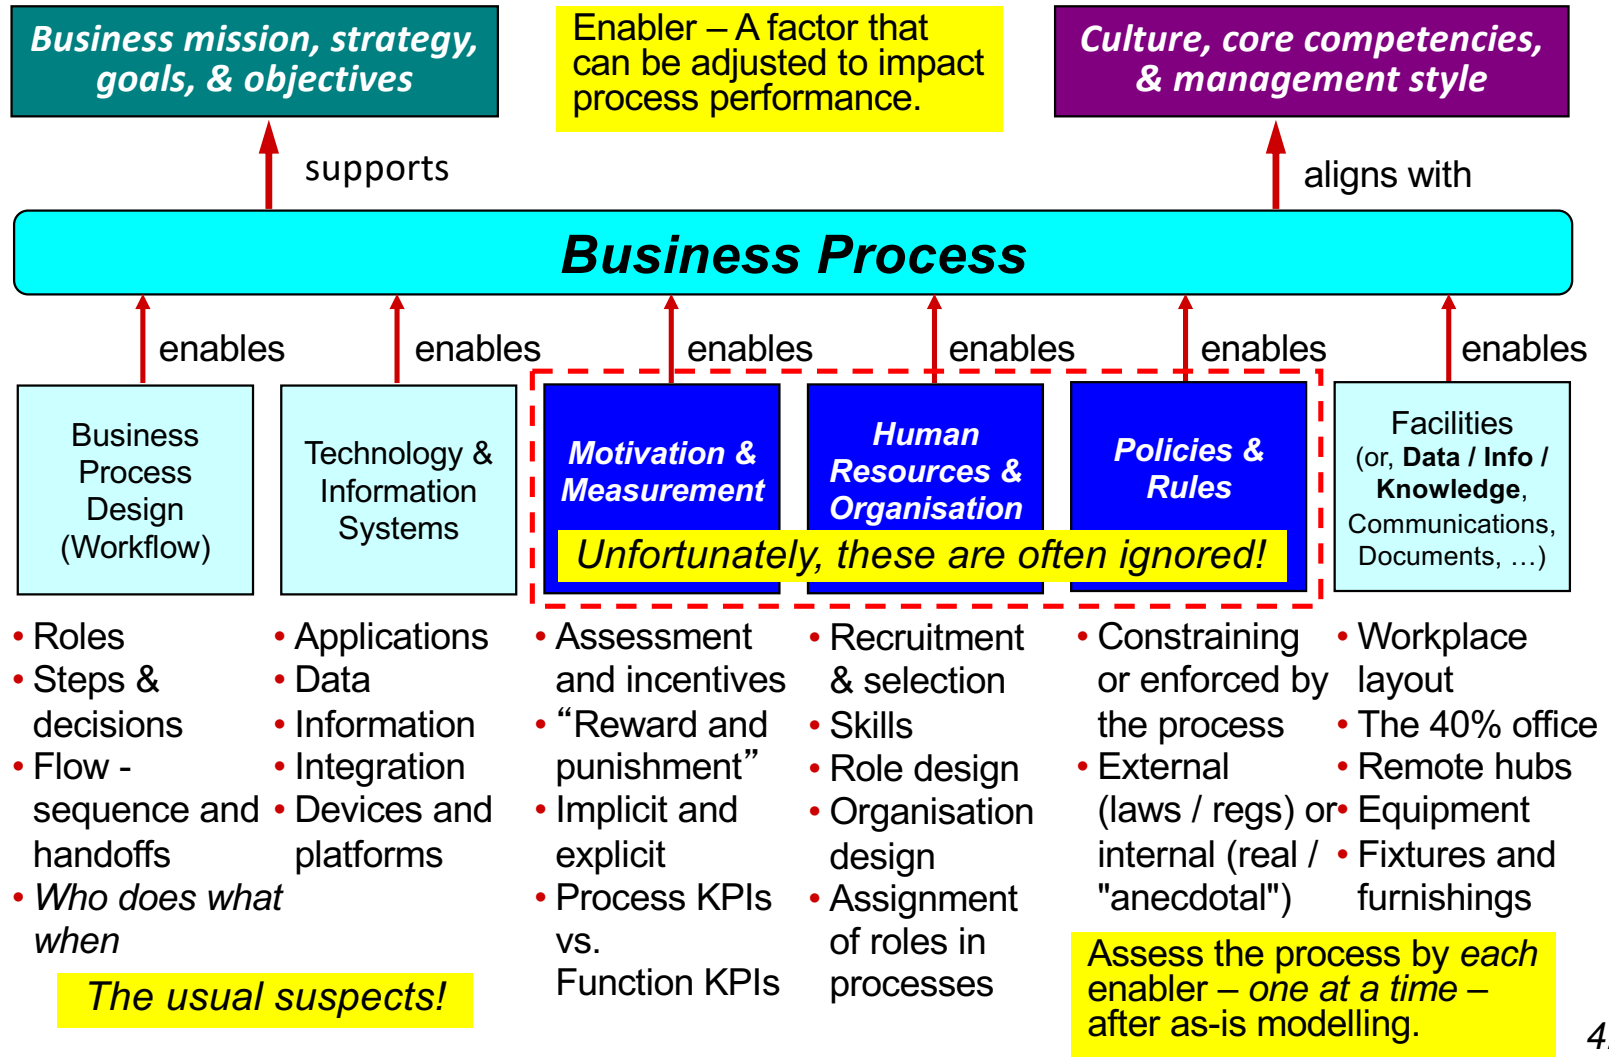 Business mission, strategy,
goals, & objectives
Enabler – A factor that
can be adjusted to impact
process performance.
Culture, core competencies,
& management style
supports
aligns with
Business Process
enables
enables
enables
enables
enables
enables
Business
Process
Design
(Workflow)
Technology &
Information
Systems
Motivation &
Measurement
Human
Resources &
Organisation
Policies &
Rules
Facilities
(or, Data / Info /
Knowledge,
Communications,
Documents, …)
Unfortunately, these are often ignored!
• Roles
• Steps &
decisions
• Flow -
sequence and
handoffs
• Who does what
when
• Applications
• Data
• Information
• Integration
• Devices and
platforms
• Assessment
and incentives
• “Reward and
punishment”
• Implicit and
explicit
• Process KPIs
vs.
Function KPIs
• Recruitment
& selection
• Skills
• Role design
• Organisation
design
• Assignment
of roles in
processes
• Constraining
or enforced by
the process
• External
(laws / regs) or
internal (real /
"anecdotal")
• Workplace
layout
• The 40% office
• Remote hubs
• Equipment
• Fixtures and
furnishings
The usual suspects!
Assess the process by each
enabler – one at a time –
after as-is modelling.